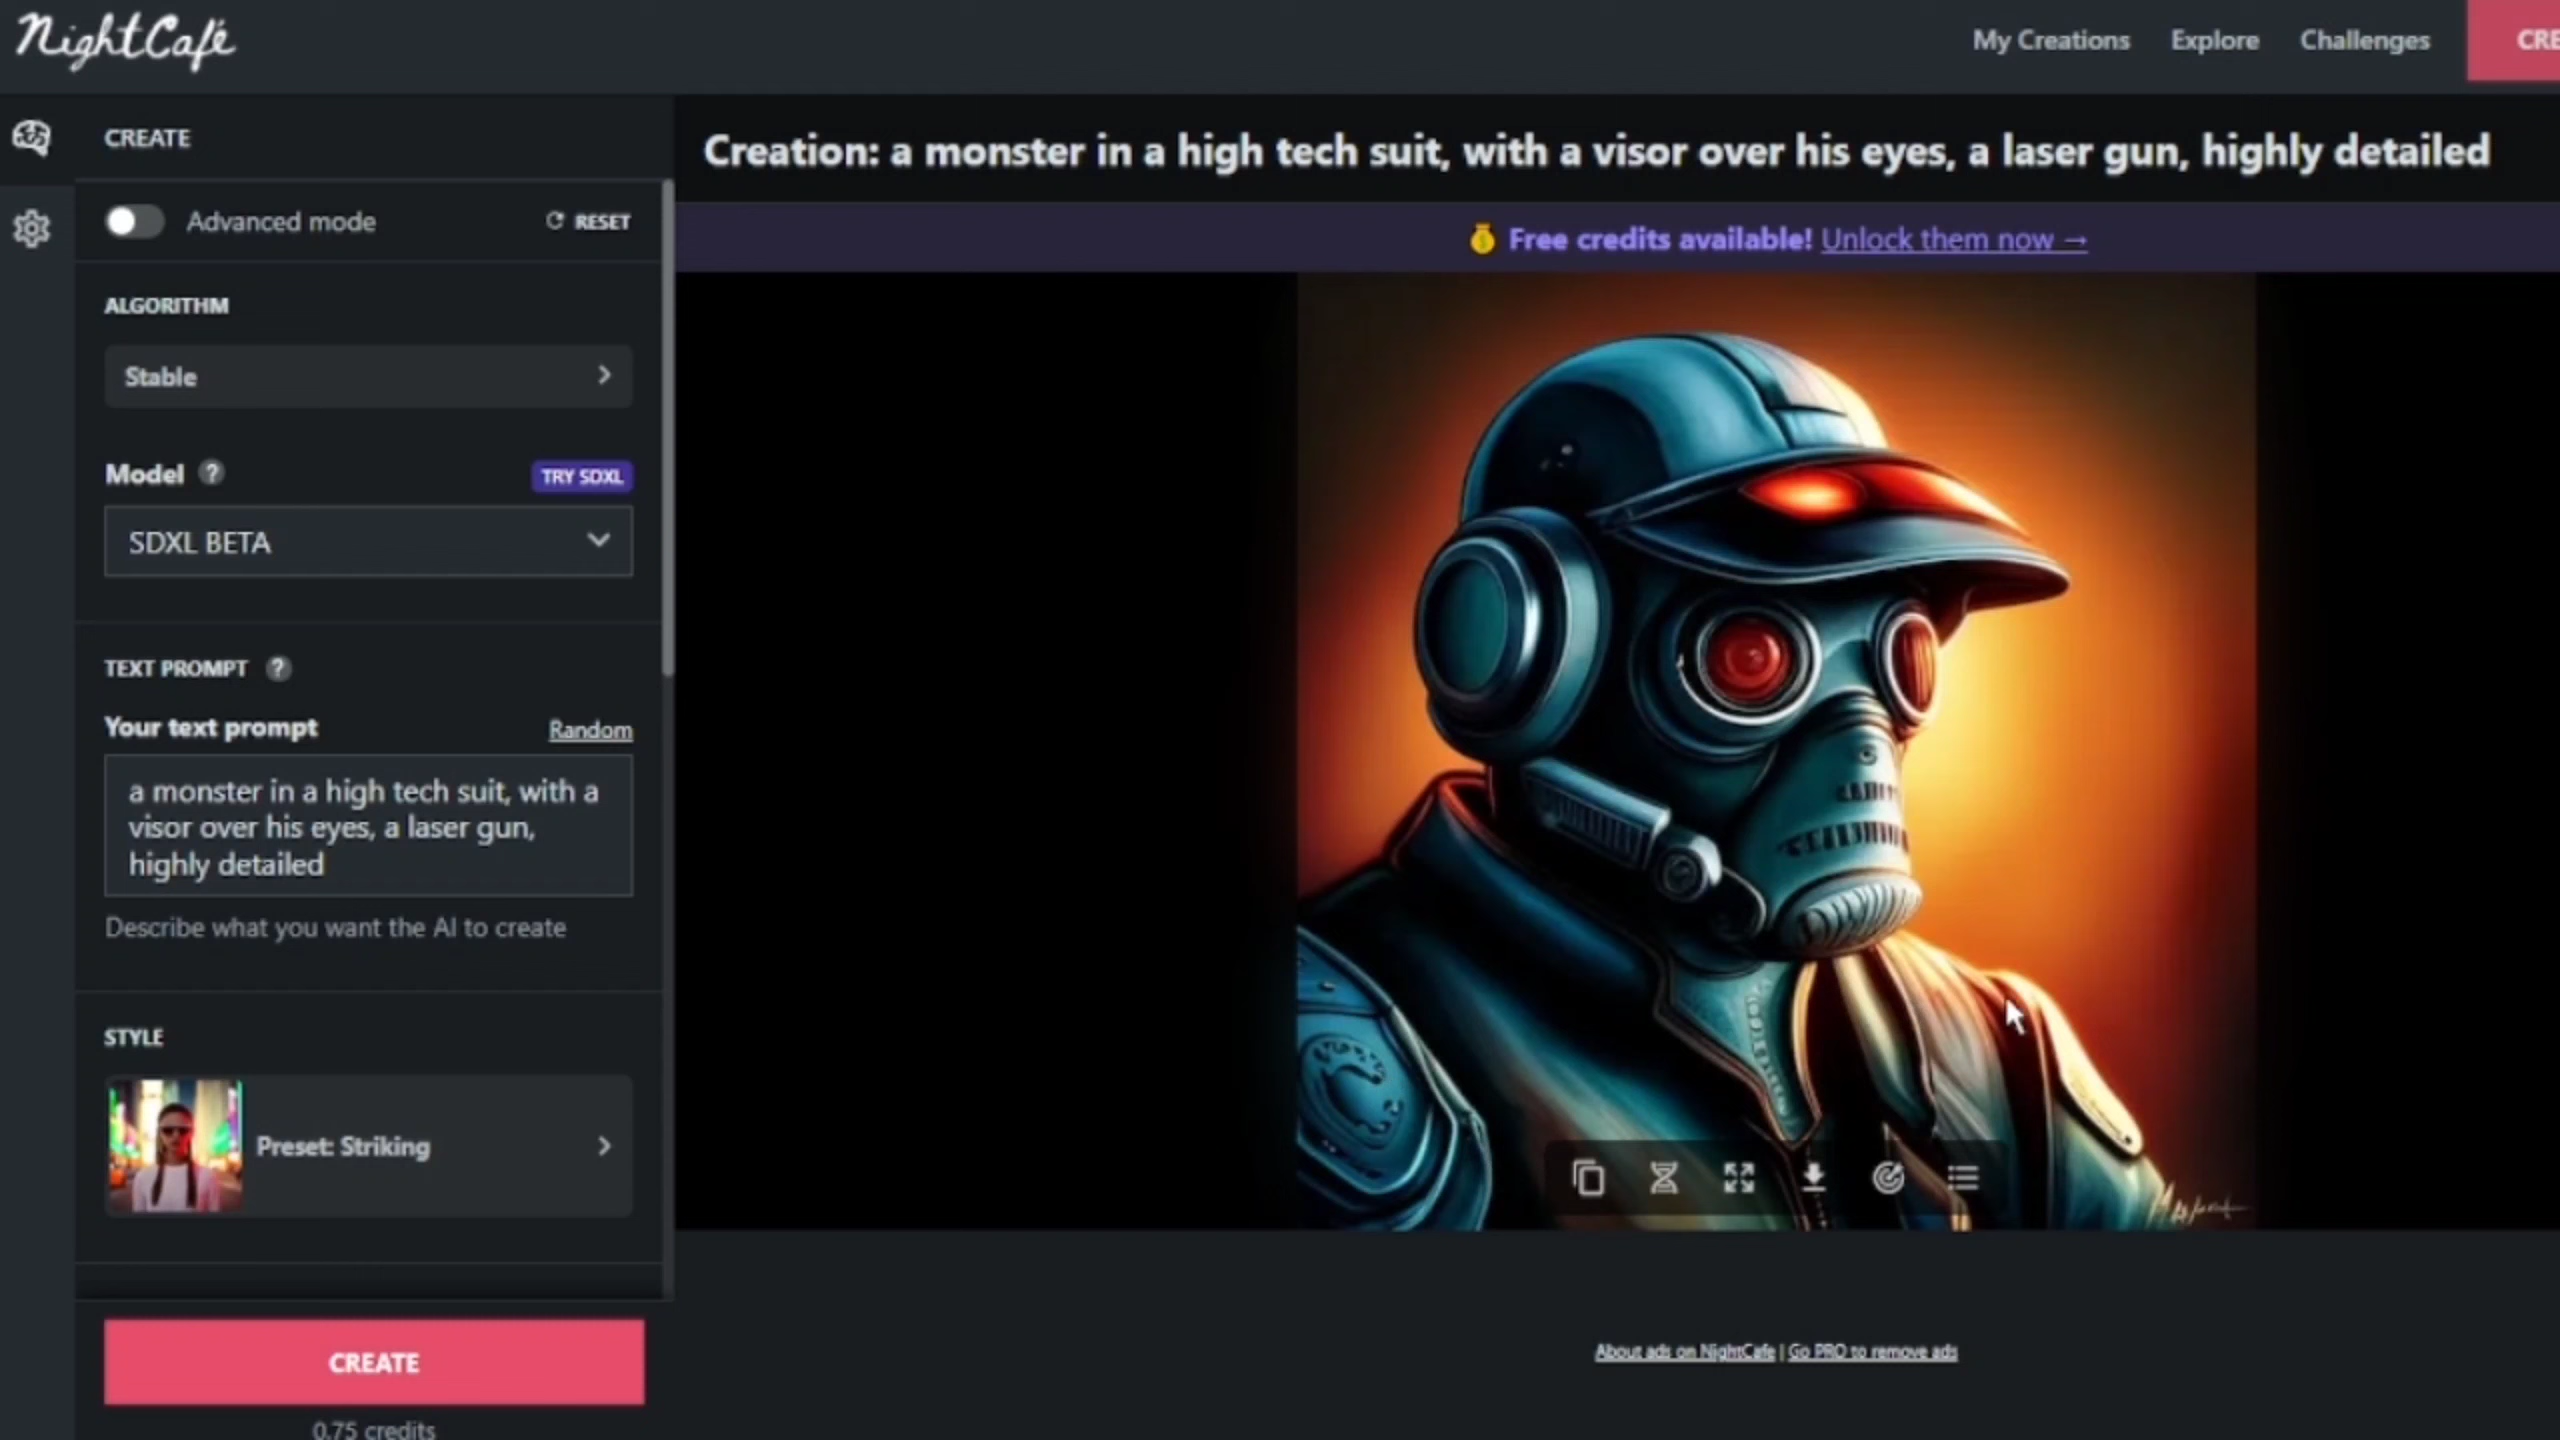 NightCafé
My Creations
Explore
Challenges
CRE
CREATE
Creation: a monster in a high tech suit, with a visor over his eyes, a laser gun, highly detailed
Advanced mode
RESET
Free credits available! Unlock them now →
ALGORITHM
Stable
Model ?
TRY SDXL
SDXL BETA
TEXT PROMPT ?
Your text prompt
Random
a monster in a high tech suit, with a
visor over his eyes, a laser gun,
highly detailed
Describe what you want the AI to create
STYLE
Preset: Striking
CREATE
0.75 credits
About ads on NightCafe | Go PRO to remove ads